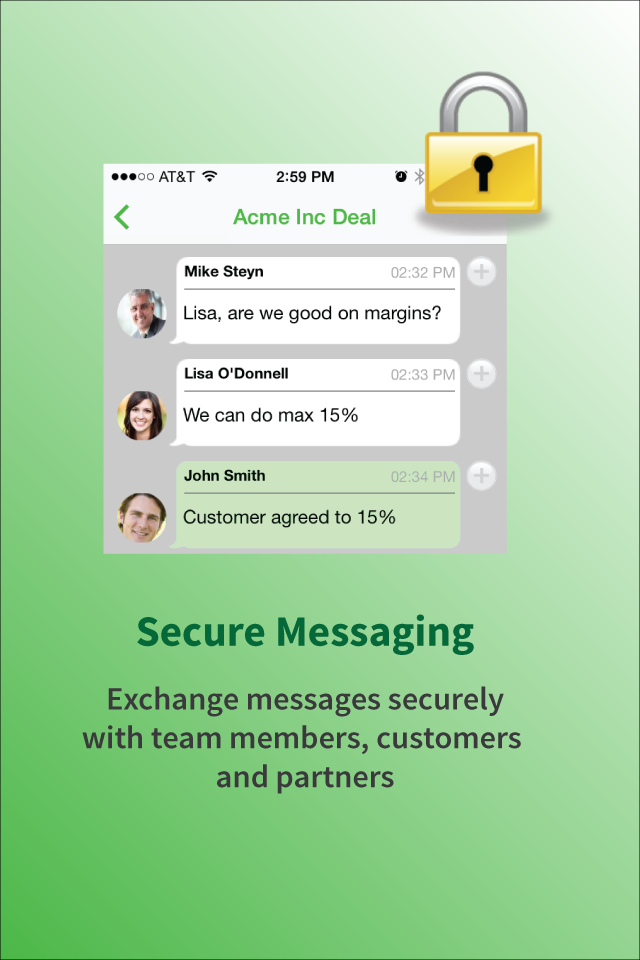 AT&T 2:59 PM
Acme Inc Deal
Mike Steyn 02:32 PM
Lisa, are we good on margins?
Lisa O'Donnell 02:33 PM
We can do max 15%
John Smith 02:34 PM
Customer agreed to 15%
Secure Messaging
Exchange messages securely
with team members, customers
and partners